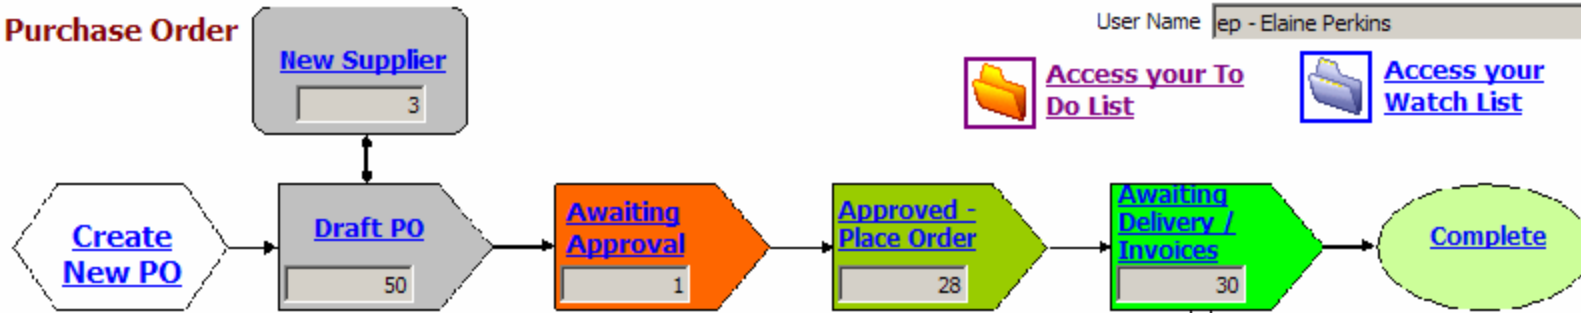 Purchase Order
New Supplier
3
User Name ep - Elaine Perkins
Access your To
Do List
Access your
Watch List
Create
New PO
Draft PO
50
Awaiting
Approval
1
Approved -
Place Order
28
Awaiting
Delivery /
Invoices
30
Complete